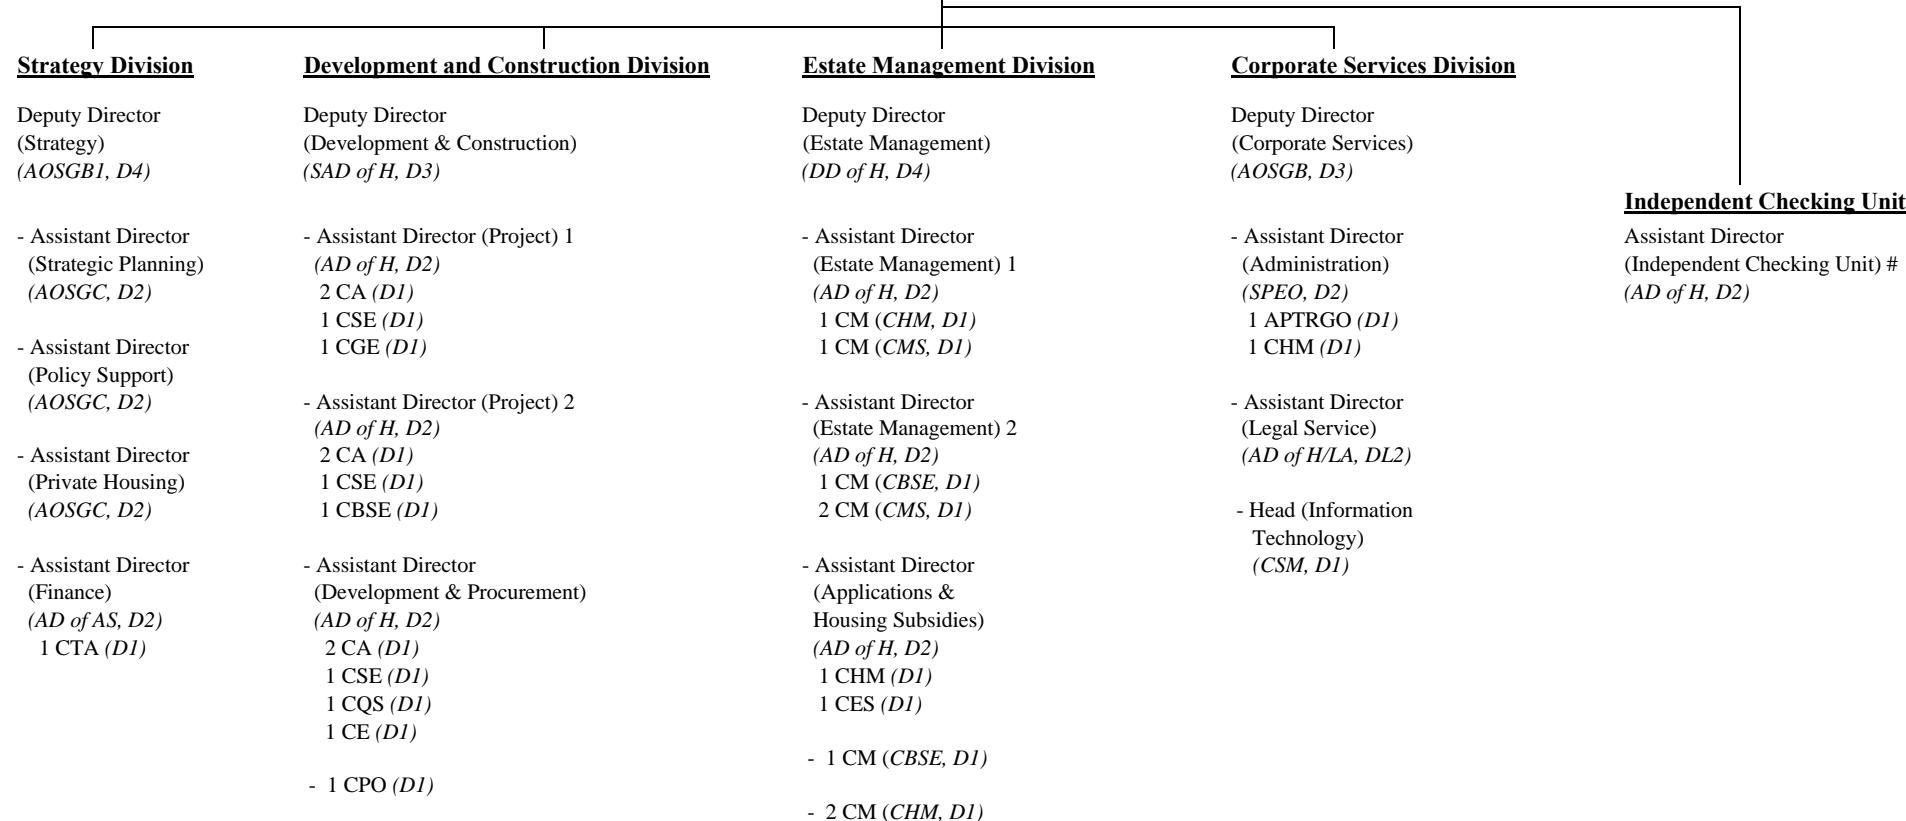 Strategy Division
Deputy Director
(Strategy)
(AOSGB1, D4)
- Assistant Director
(Strategic Planning)
(AOSGC, D2)
- Assistant Director
(Policy Support)
(AOSGC, D2)
- Assistant Director
(Private Housing)
(AOSGC, D2)
- Assistant Director
(Finance)
(AD of AS, D2)
1 CTA (D1)
Development and Construction Division
Deputy Director
(Development & Construction)
(SAD of H, D3)
- Assistant Director (Project) 1
(AD of H, D2)
2 CA (D1)
1 CSE (D1)
1 CGE (D1)
- Assistant Director (Project) 2
(AD of H, D2)
2 CA (D1)
1 CSE (D1)
1 CBSE (D1)
- Assistant Director
(Development & Procurement)
(AD of H, D2)
2 CA (D1)
1 CSE (D1)
1 CQS (D1)
1 CE (D1)
- 1 CPO (D1)
Estate Management Division
Deputy Director
(Estate Management)
(DD of H, D4)
- Assistant Director
(Estate Management) 1
(AD of H, D2)
1 CM (CHM, D1)
1 CM (CMS, D1)
- Assistant Director
(Estate Management) 2
(AD of H, D2)
1 CM (CBSE, D1)
2 CM (CMS, D1)
- Assistant Director
(Applications &
Housing Subsidies)
(AD of H, D2)
1 CHM (D1)
1 CES (D1)
- 1 CM (CBSE, D1)
- 2 CM (CHM, D1)
Corporate Services Division
Deputy Director
(Corporate Services)
(AOSGB, D3)
- Assistant Director
(Administration)
(SPEO, D2)
1 APTRGO (D1)
1 CHM (D1)
- Assistant Director
(Legal Service)
(AD of H/LA, DL2)
- Head (Information
Technology)
(CSM, D1)
Independent Checking Unit
Assistant Director
(Independent Checking Unit) #
(AD of H, D2)